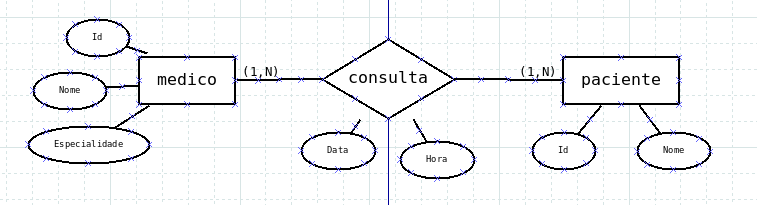 Id
Nome
Especialidade
medico
(1,N)
consulta
(1,N)
paciente
Data
Hora
Id
Nome